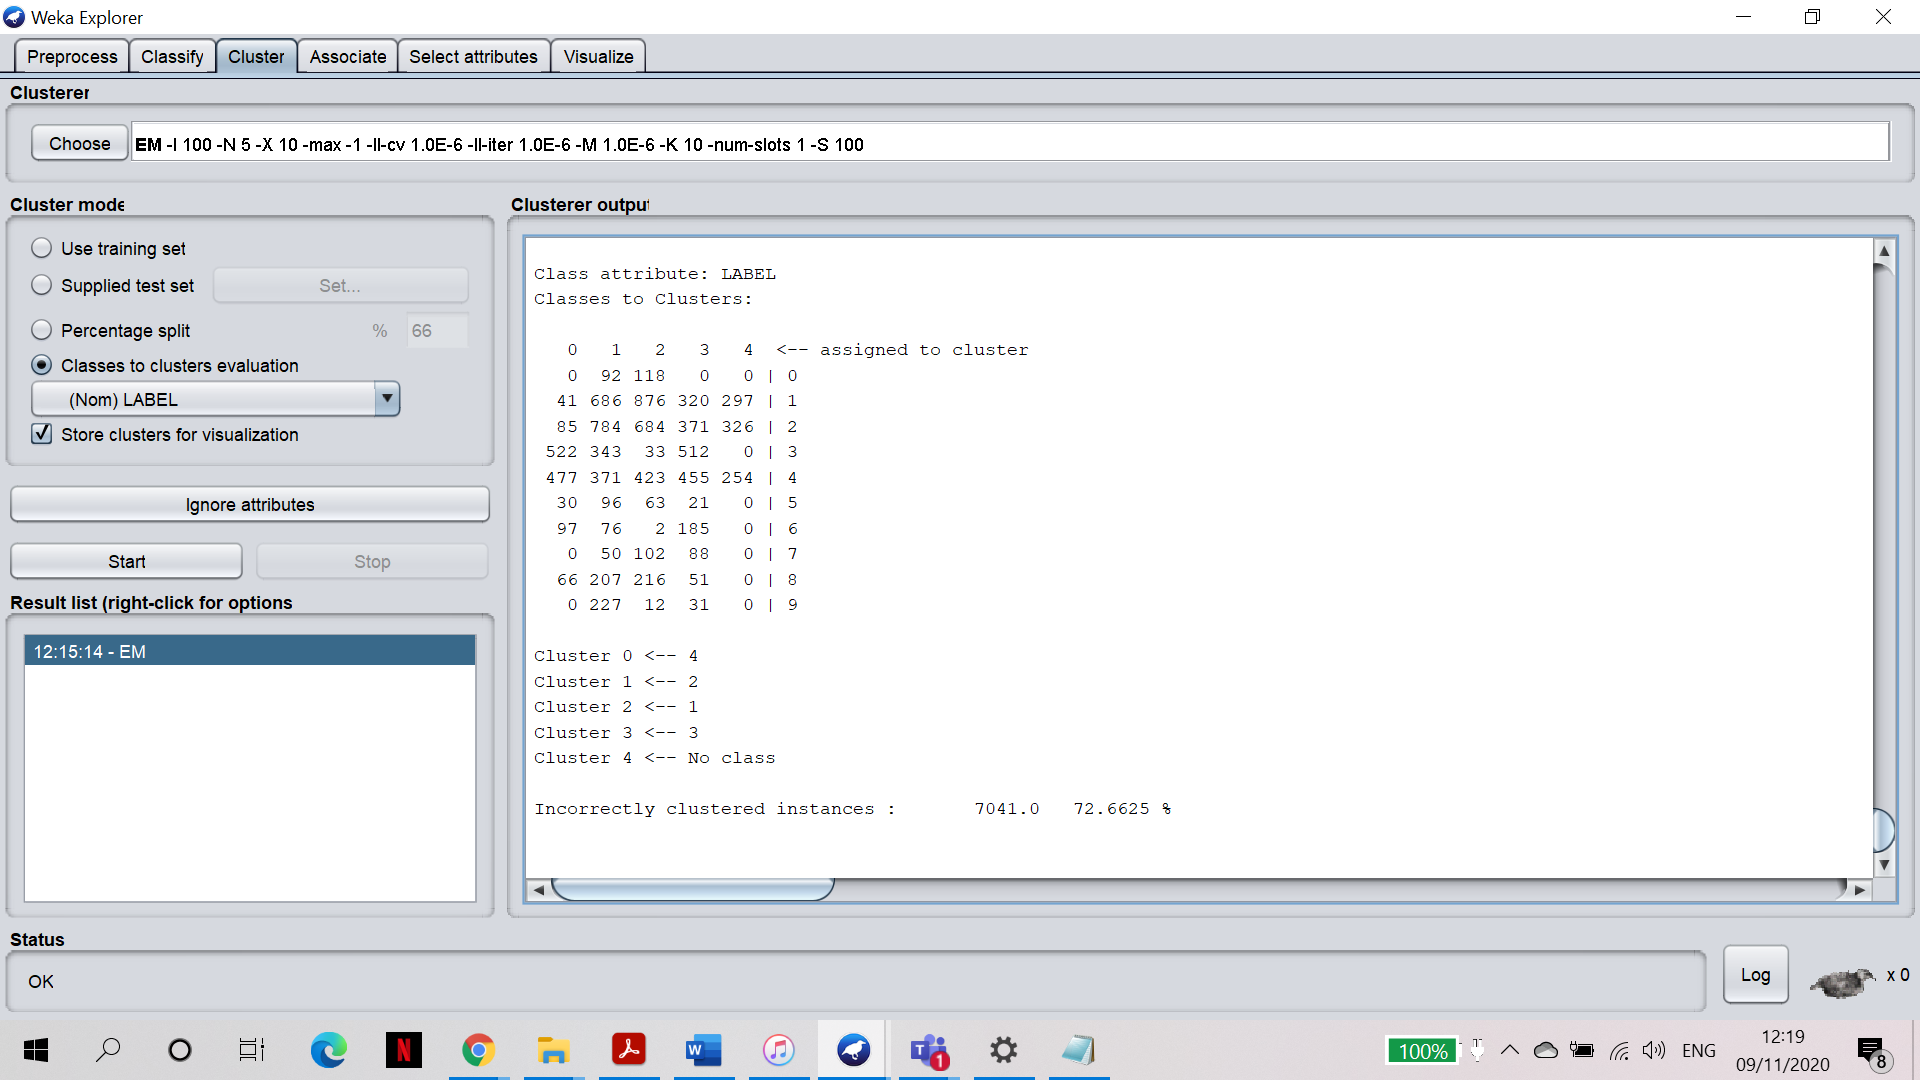 Weka Explorer
Preprocess Classify Cluster Associate Select attributes Visualize
Clusterer
Choose EM -I 100 -N 5 -X 10 -max -1 -ll-cv 1.0E-6 -ll-iter 1.0E-6 -M 1.0E-6 -K 10 -num-slots 1 -S 100
Cluster mode
Use training set
Supplied test set Set...
Percentage split % 66
Classes to clusters evaluation
(Nom) LABEL
Store clusters for visualization
Ignore attributes
Start Stop
Result list (right-click for options
12:15:14 - EM
Clusterer output
Class attribute: LABEL
Classes to Clusters:
0 1 2 3 4 <-- assigned to cluster
0 92 118 0 0 | 0
41 686 876 320 297 | 1
85 784 684 371 326 | 2
522 343 33 512 0 | 3
477 371 423 455 254 | 4
30 96 63 21 0 | 5
97 76 2 185 0 | 6
0 50 102 88 0 | 7
66 207 216 51 0 | 8
0 227 12 31 0 | 9
Cluster 0 <-- 4
Cluster 1 <-- 2
Cluster 2 <-- 1
Cluster 3 <-- 3
Cluster 4 <-- No class
Incorrectly clustered instances : 7041.0 72.6625 %
Status
OK
Log x 0
100% ENG 12:19
09/11/2020 8
N W T 1